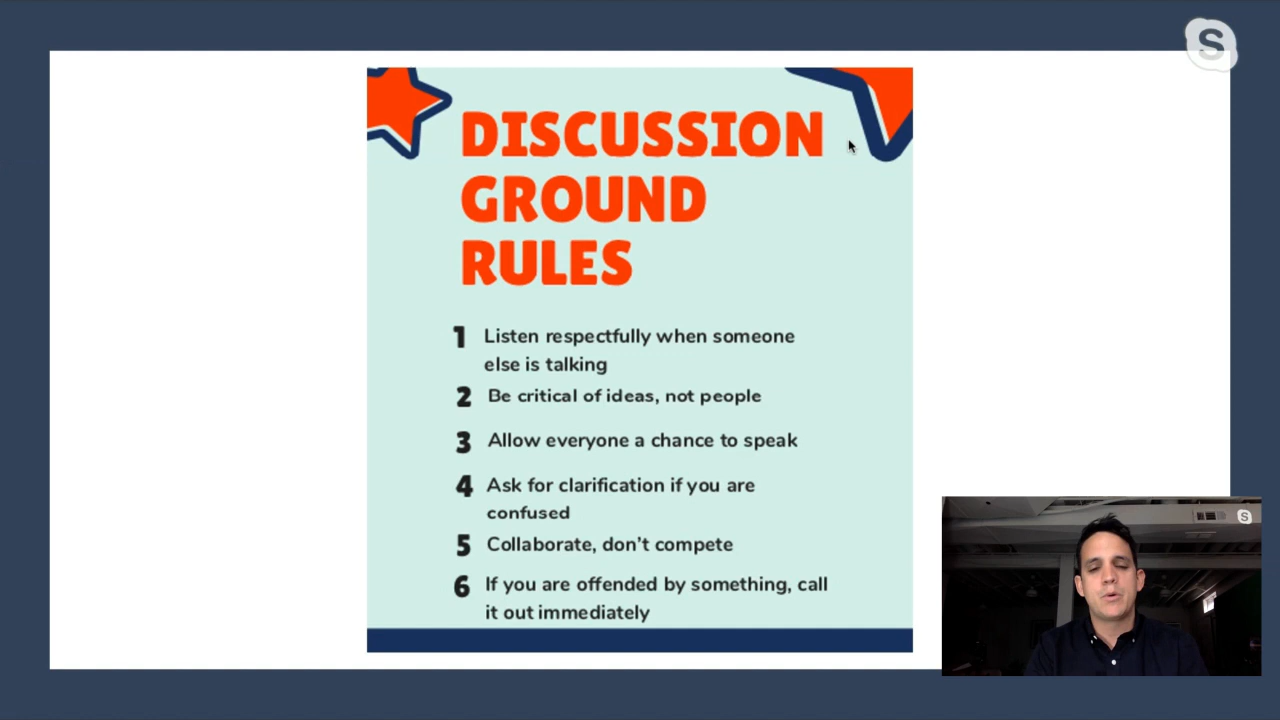 S
DISCUSSION
GROUND
RULES
1 Listen respectfully when someone
else is talking
2 Be critical of ideas, not people
3 Allow everyone a chance to speak
4 Ask for clarification if you are
confused
5 Collaborate, don't compete
6 If you are offended by something, call
it out immediately
S